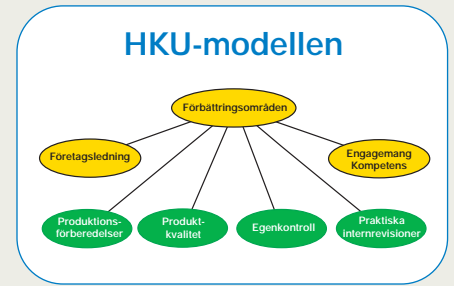 HKU-modellen
Förbättringsområden
Företagsledning
Engagemang
Kompetens
Produktions-
förberedelser
Produkt-
kvalitet
Egenkontroll
Praktiska
internrevisioner